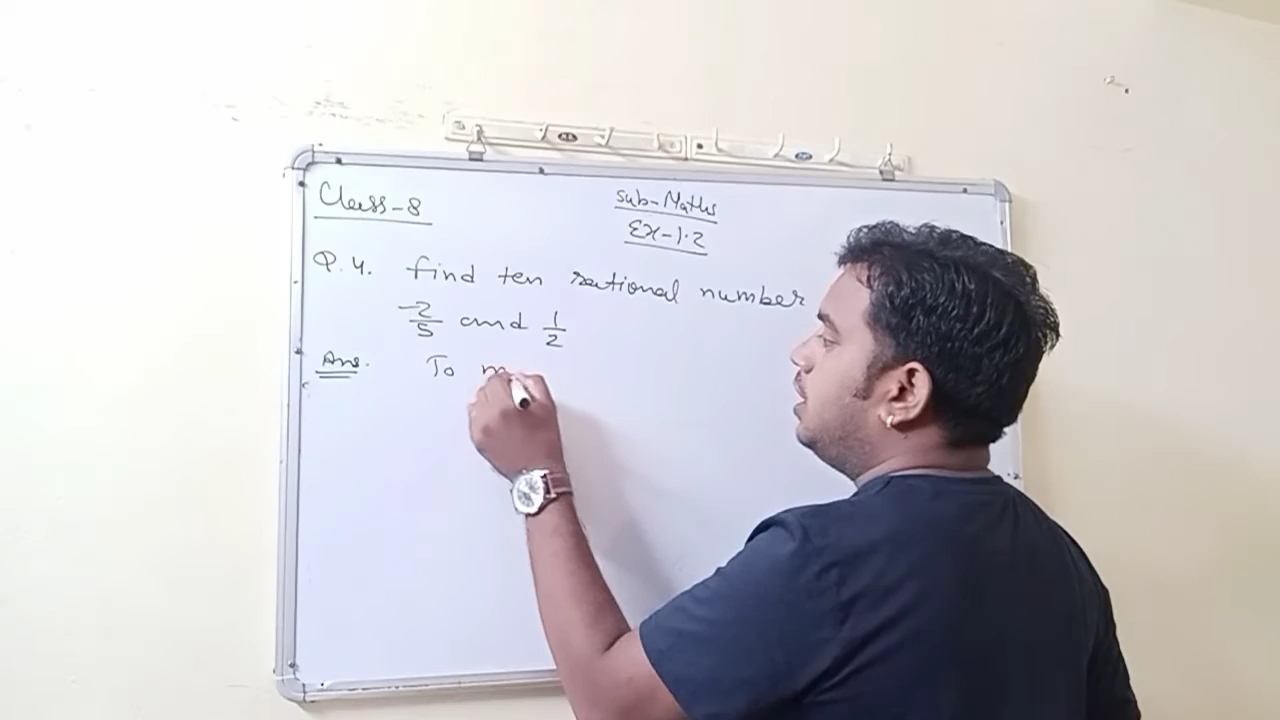 Class-8
Sub-Maths
Ex-1.2
Q.4. find ten rational number
-2/5 and 1/2
Ans. To m